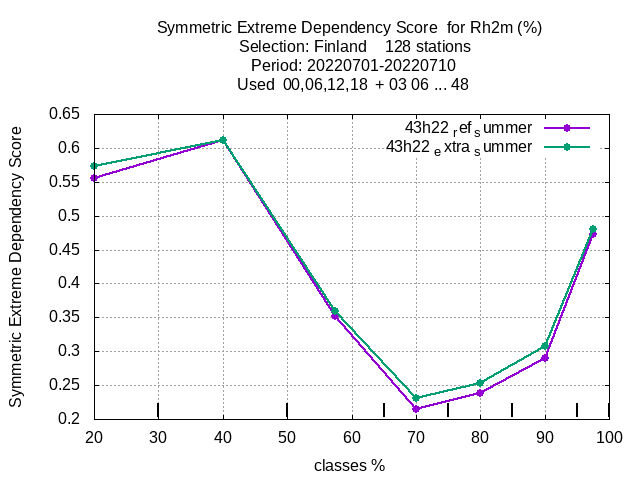 Symmetric Extreme Dependency Score for Rh2m (%)
Selection: Finland 128 stations
Period: 20220701-20220710
Used 00,06,12,18 + 03 06 ... 48
43h22 ref summer
43h22 extra summer
Symmetric Extreme Dependency Score
0.65
0.6
0.55
0.5
0.45
0.4
0.35
0.3
0.25
0.2
20 30 40 50 60 70 80 90 100
classes %